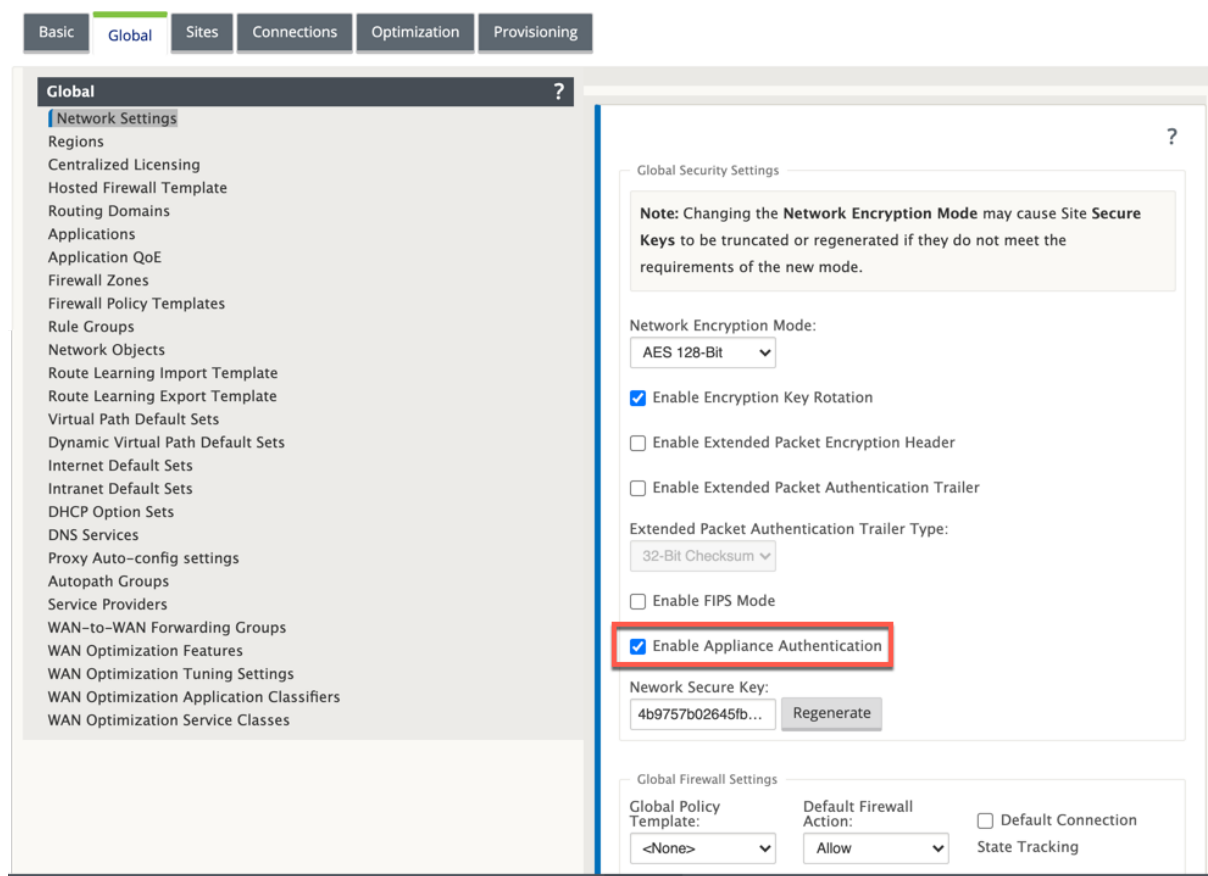 Basic Global Sites Connections Optimization Provisioning
Global ?
Network Settings
Regions
Centralized Licensing
Hosted Firewall Template
Routing Domains
Applications
Application QoE
Firewall Zones
Firewall Policy Templates
Rule Groups
Network Objects
Route Learning Import Template
Route Learning Export Template
Virtual Path Default Sets
Dynamic Virtual Path Default Sets
Internet Default Sets
Intranet Default Sets
DHCP Option Sets
DNS Services
Proxy Auto-config settings
Autopath Groups
Service Providers
WAN-to-WAN Forwarding Groups
WAN Optimization Features
WAN Optimization Tuning Settings
WAN Optimization Application Classifiers
WAN Optimization Service Classes
?
Global Security Settings
Note: Changing the Network Encryption Mode may cause Site Secure
Keys to be truncated or regenerated if they do not meet the
requirements of the new mode.
Network Encryption Mode:
AES 128-Bit
Enable Encryption Key Rotation
Enable Extended Packet Encryption Header
Enable Extended Packet Authentication Trailer
Extended Packet Authentication Trailer Type:
32-Bit Checksum
Enable FIPS Mode
Enable Appliance Authentication
Nework Secure Key:
4b9757b02645fb... Regenerate
Global Firewall Settings
Global Policy
Template:
<None>
Default Firewall
Action:
Allow
Default Connection
State Tracking